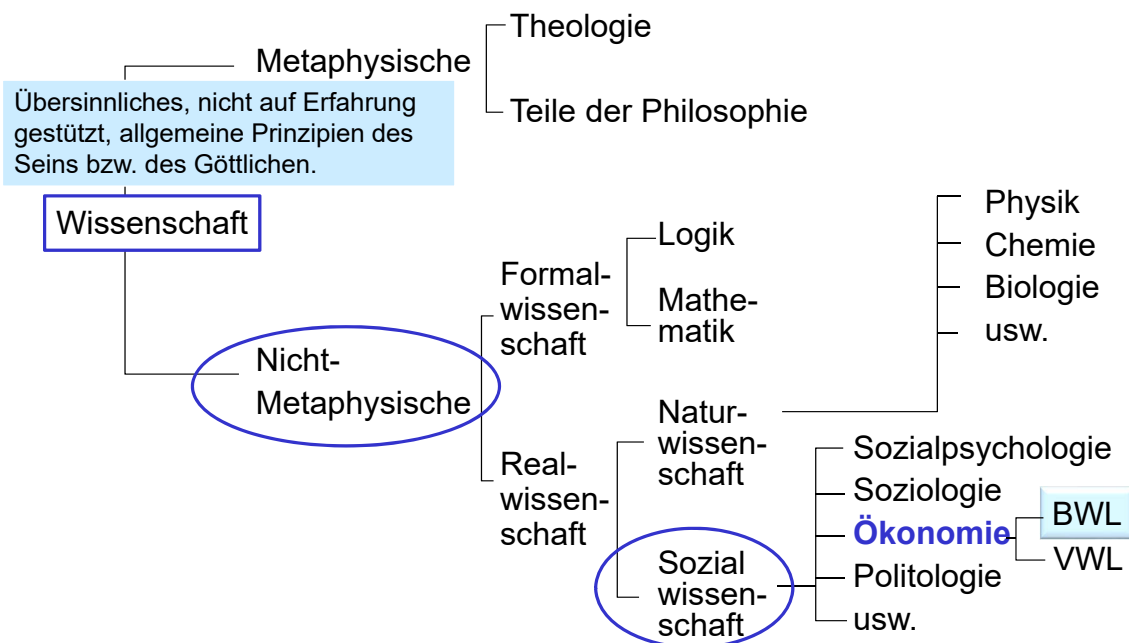 Metaphysische
Theologie
Teile der Philosophie
Übersinnliches, nicht auf Erfahrung
gestützt, allgemeine Prinzipien des
Seins bzw. des Göttlichen.
Wissenschaft
Nicht-
Metaphysische
Formal-
wissen-
schaft
Logik
Mathe-
matik
Real-
wissen-
schaft
Natur-
wissen-
schaft
Physik
Chemie
Biologie
usw.
Sozial
wissen-
schaft
Sozialpsychologie
Soziologie
Ökonomie
BWL
VWL
Politologie
usw.